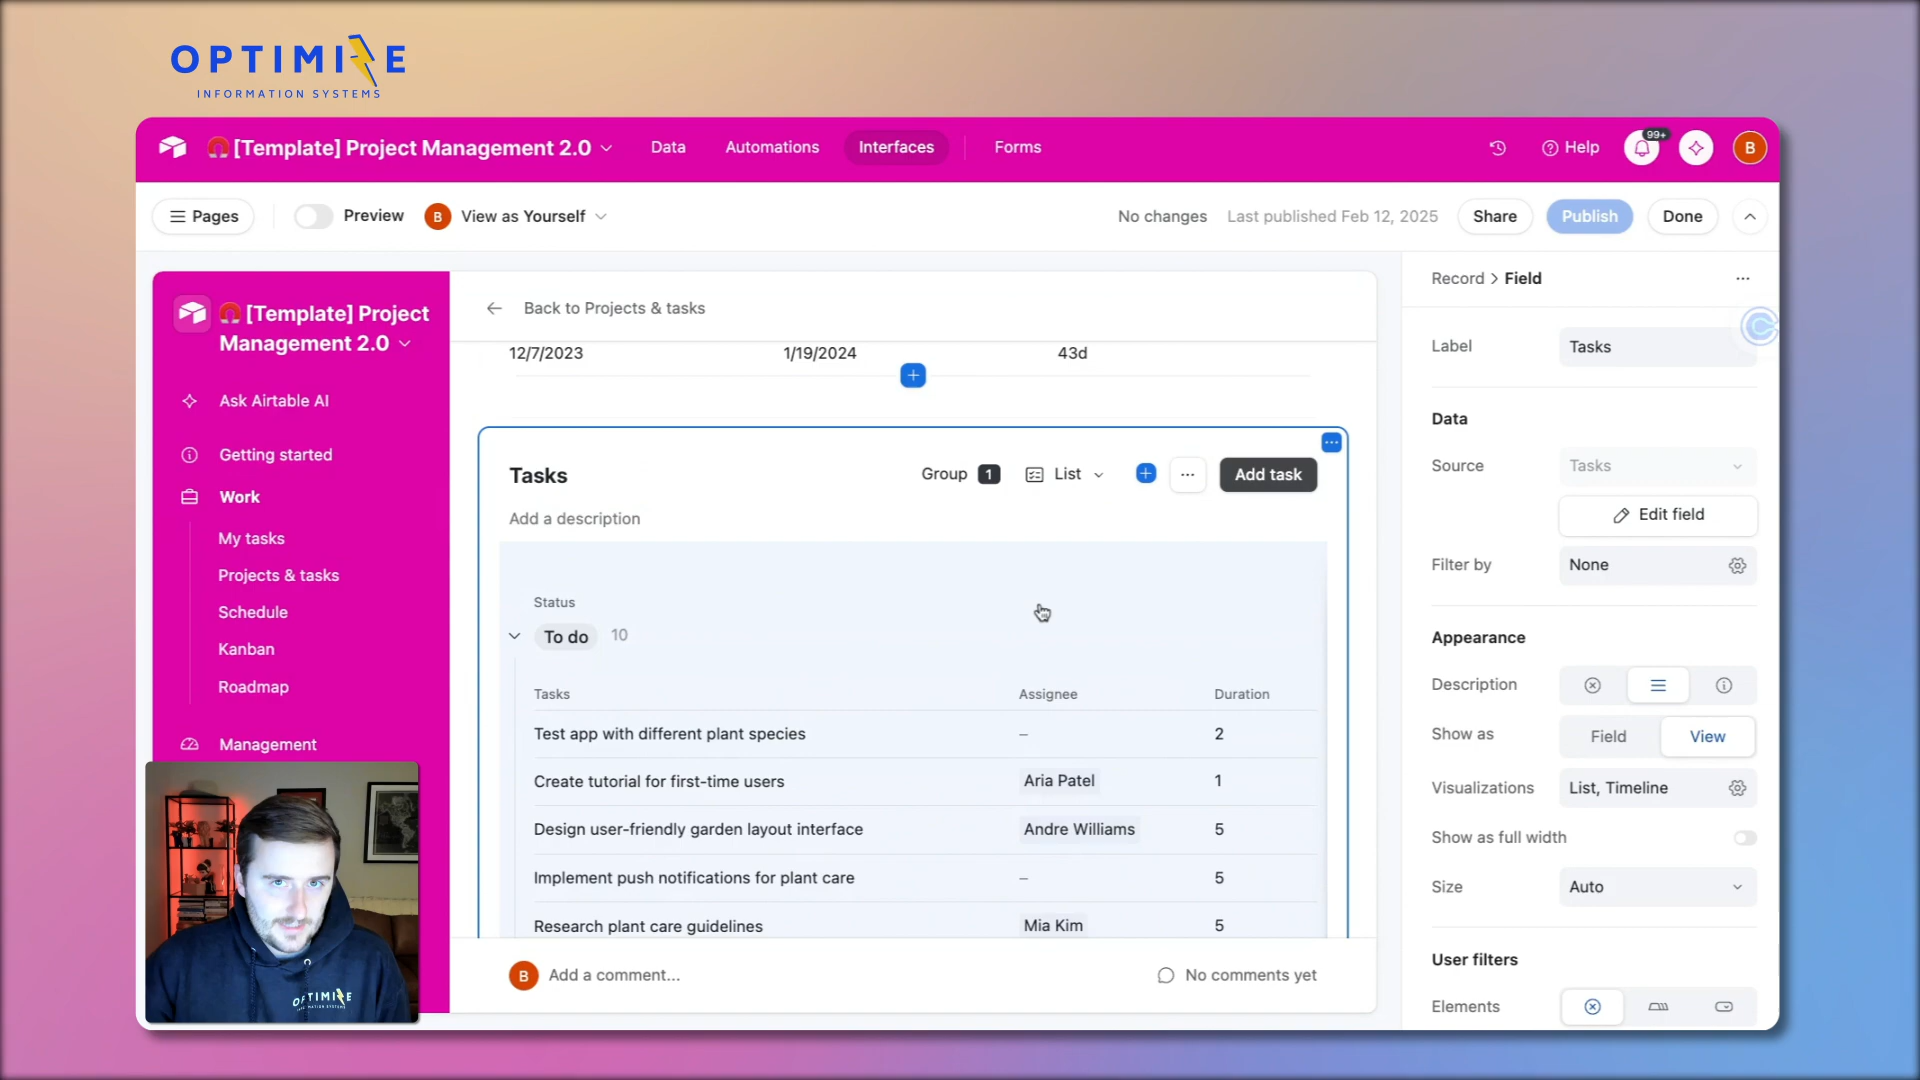 OPTIMIZE
INFORMATION SYSTEMS
[Template] Project Management 2.0
Data
Automations
Interfaces
Forms
Help
99+
B
Pages
Preview
B
View as Yourself
No changes
Last published Feb 12, 2025
Share
Publish
Done
[Template] Project
Management 2.0
Ask Airtable AI
Getting started
Work
My tasks
Projects & tasks
Schedule
Kanban
Roadmap
Management
Back to Projects & tasks
12/7/2023
1/19/2024
43d
Tasks
Group 1
List
Add task
Add a description
Status
To do 10
Tasks Assignee Duration
Test app with different plant species – 2
Create tutorial for first-time users Aria Patel 1
Design user-friendly garden layout interface Andre Williams 5
Implement push notifications for plant care – 5
Research plant care guidelines Mia Kim 5
B
Add a comment...
No comments yet
Record > Field
Label Tasks
Data
Source Tasks
Edit field
Filter by None
Appearance
Description
Show as Field View
Visualizations List, Timeline
Show as full width
Size Auto
User filters
Elements
OPTIMIZE
INFORMATION SYSTEMS